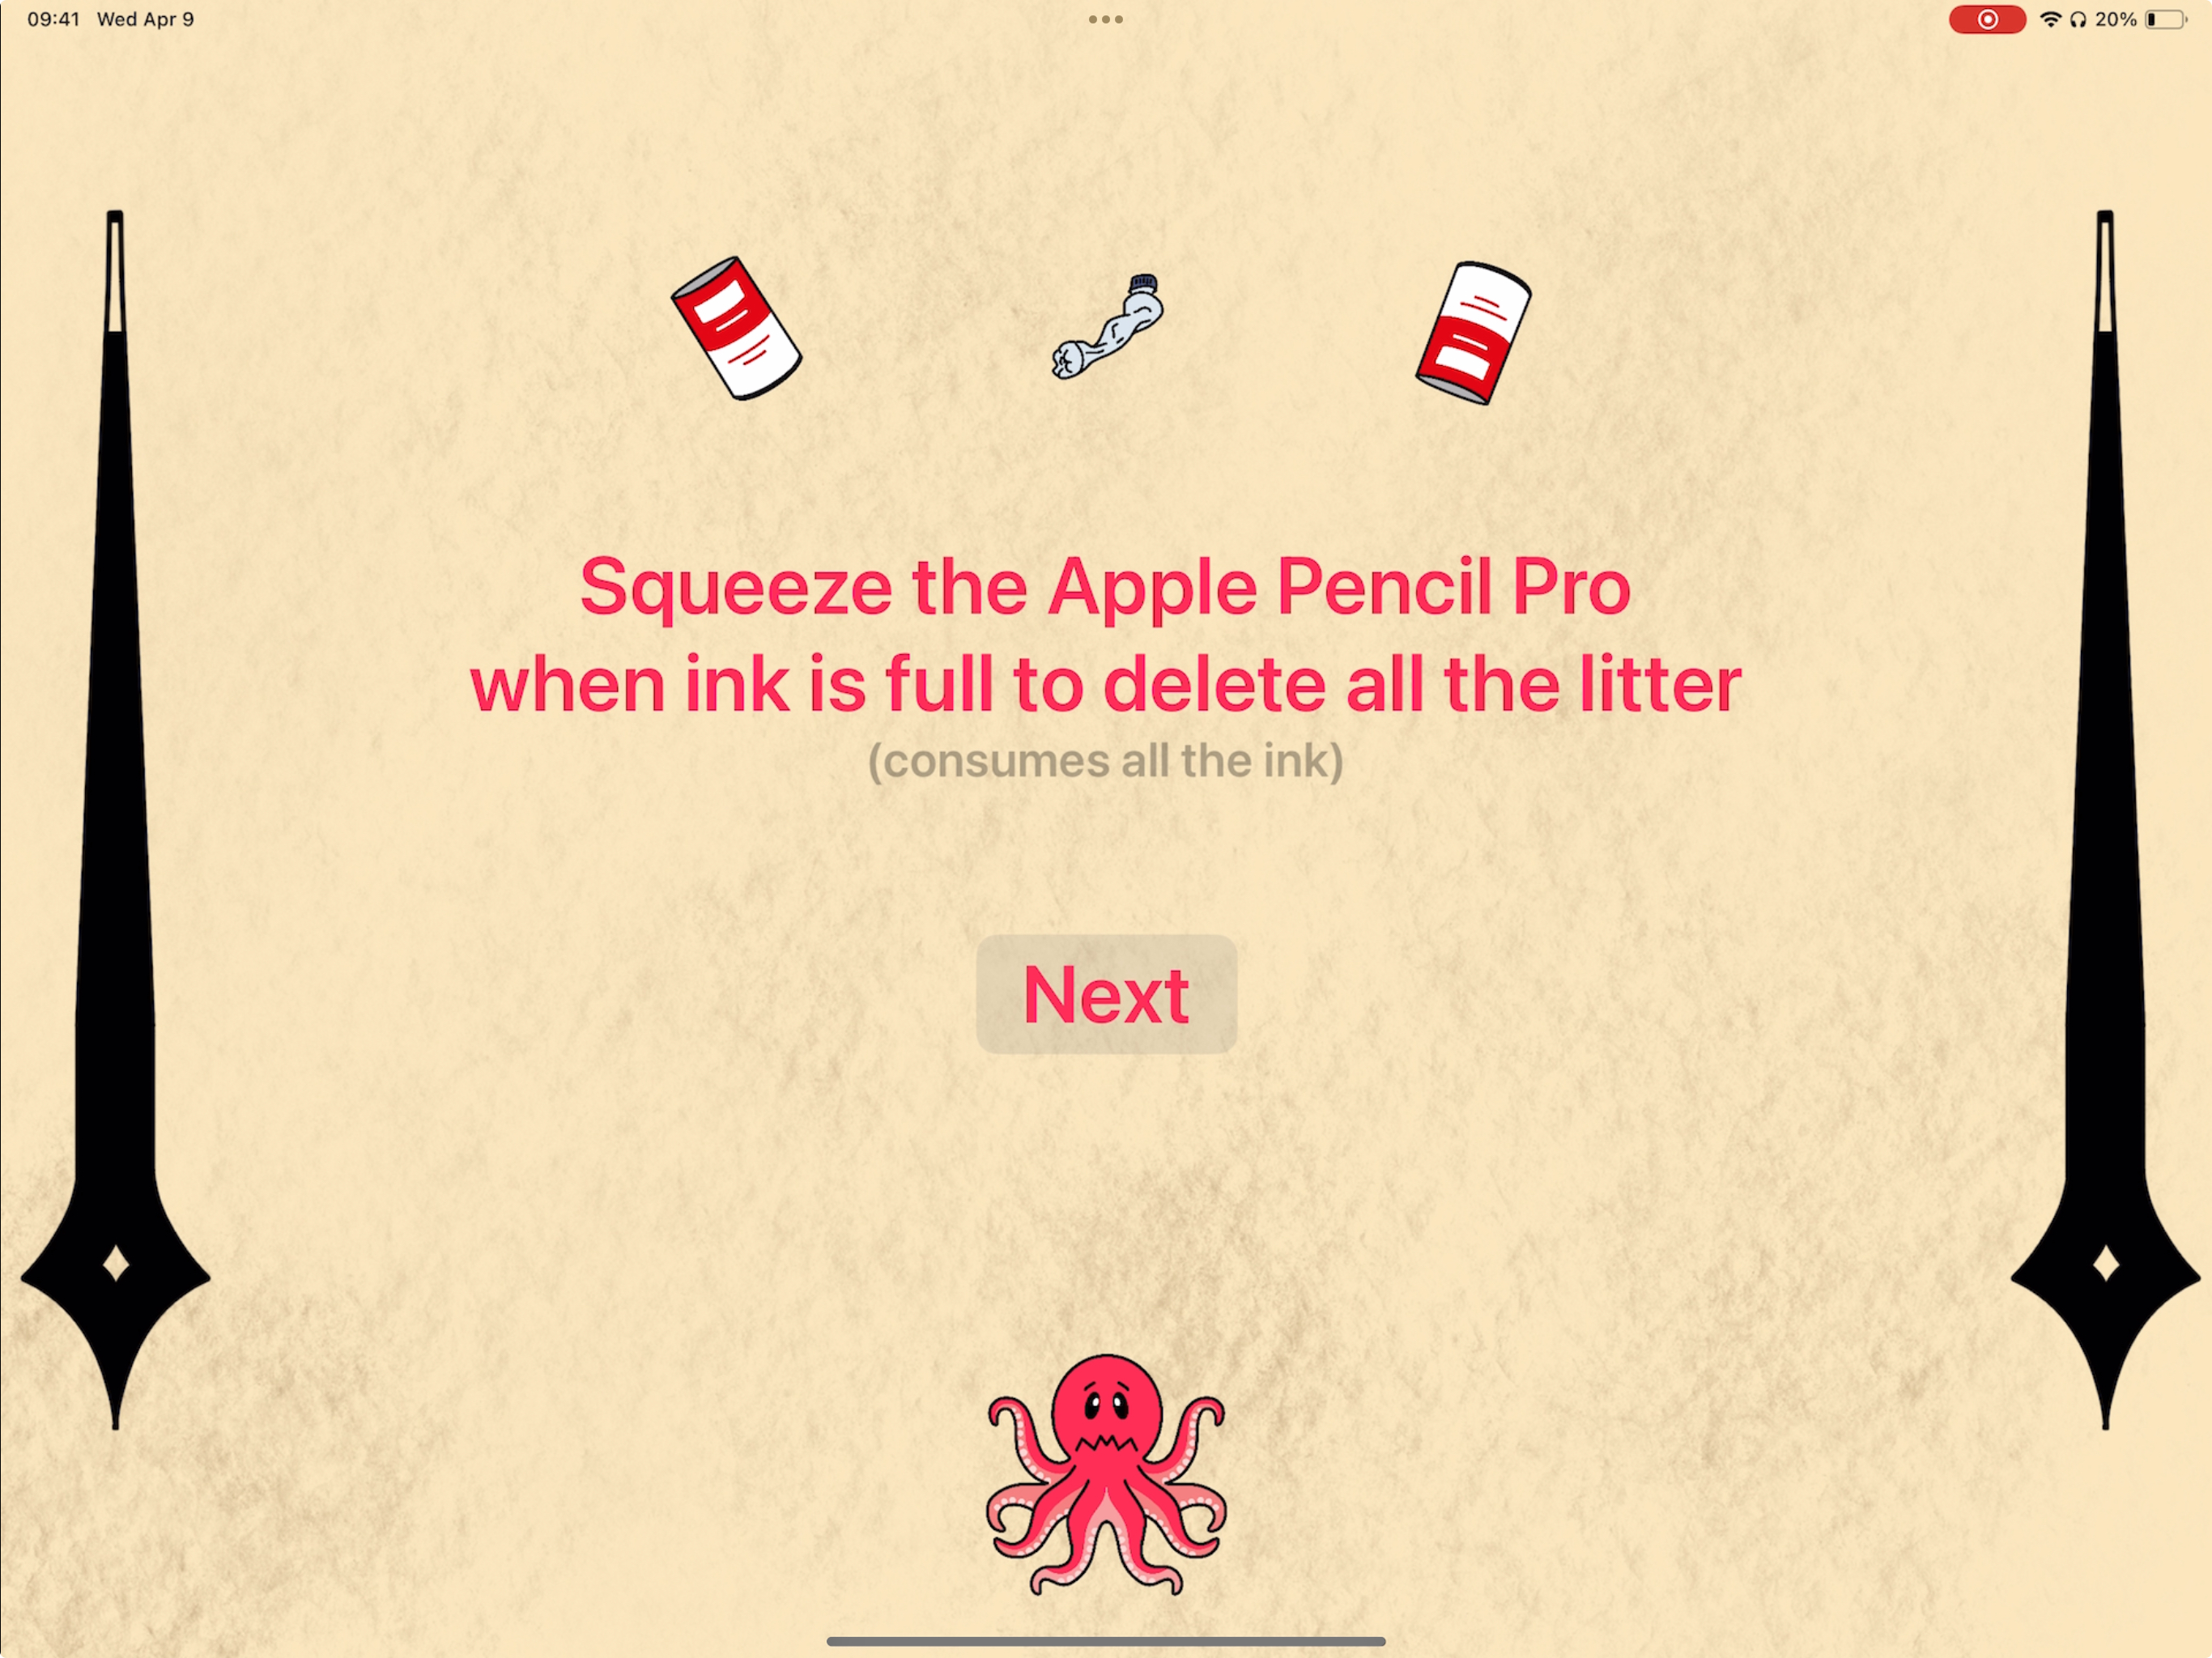 09:41 Wed Apr 9
20%
Squeeze the Apple Pencil Pro
when ink is full to delete all the litter
(consumes all the ink)
Next